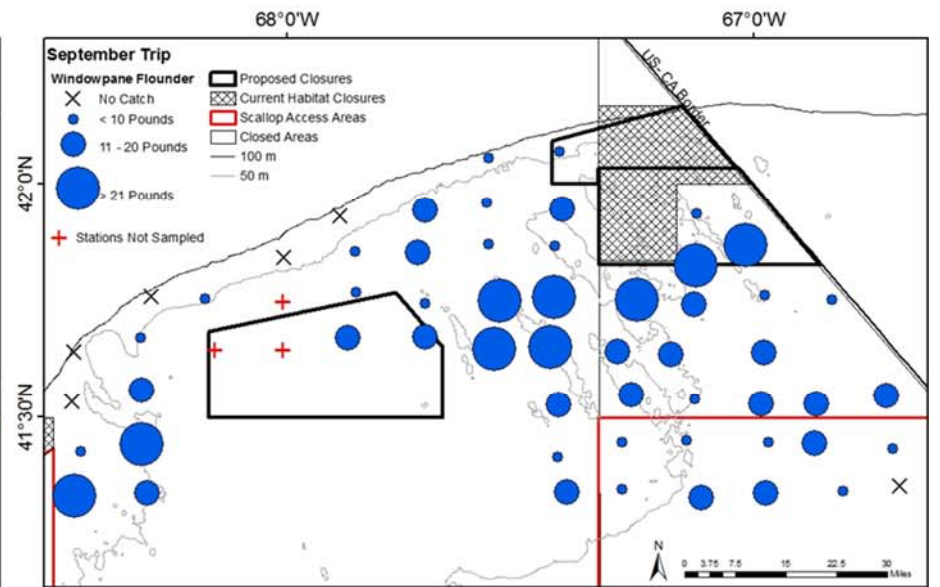 68°0'W 67°0'W
September Trip
Windowpane Flounder
No Catch
< 10 Pounds
11 - 20 Pounds
> 21 Pounds
Stations Not Sampled
Proposed Closures
Current Habitat Closures
Scallop Access Areas
Closed Areas
100 m
50 m
US- CA Border
42°0'N
41°30'N
N
0 3.75 7.5 15 22.5 30
Miles